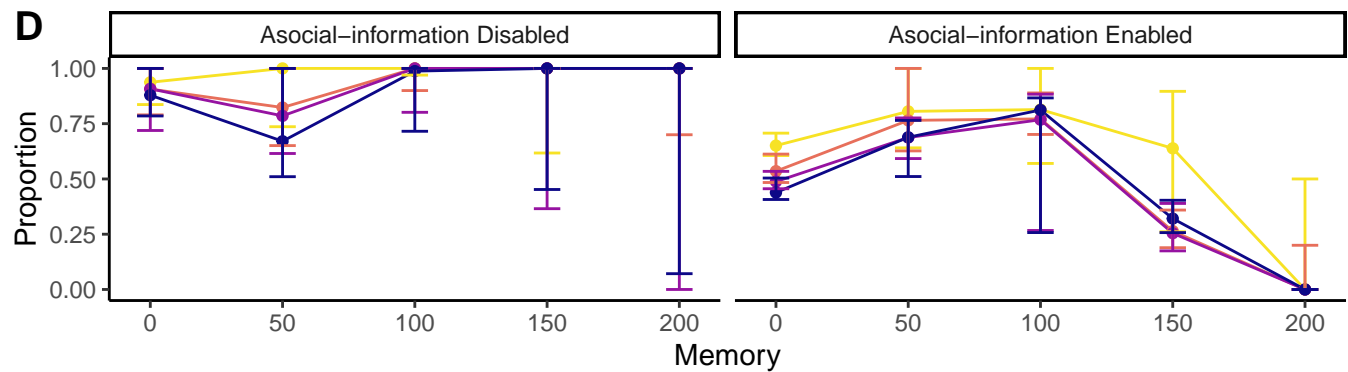 D
Asocial−information Disabled
Asocial−information Enabled
Proportion
1.00
0.75
0.50
0.25
0.00
0 50 100 150 200
0 50 100 150 200
Memory